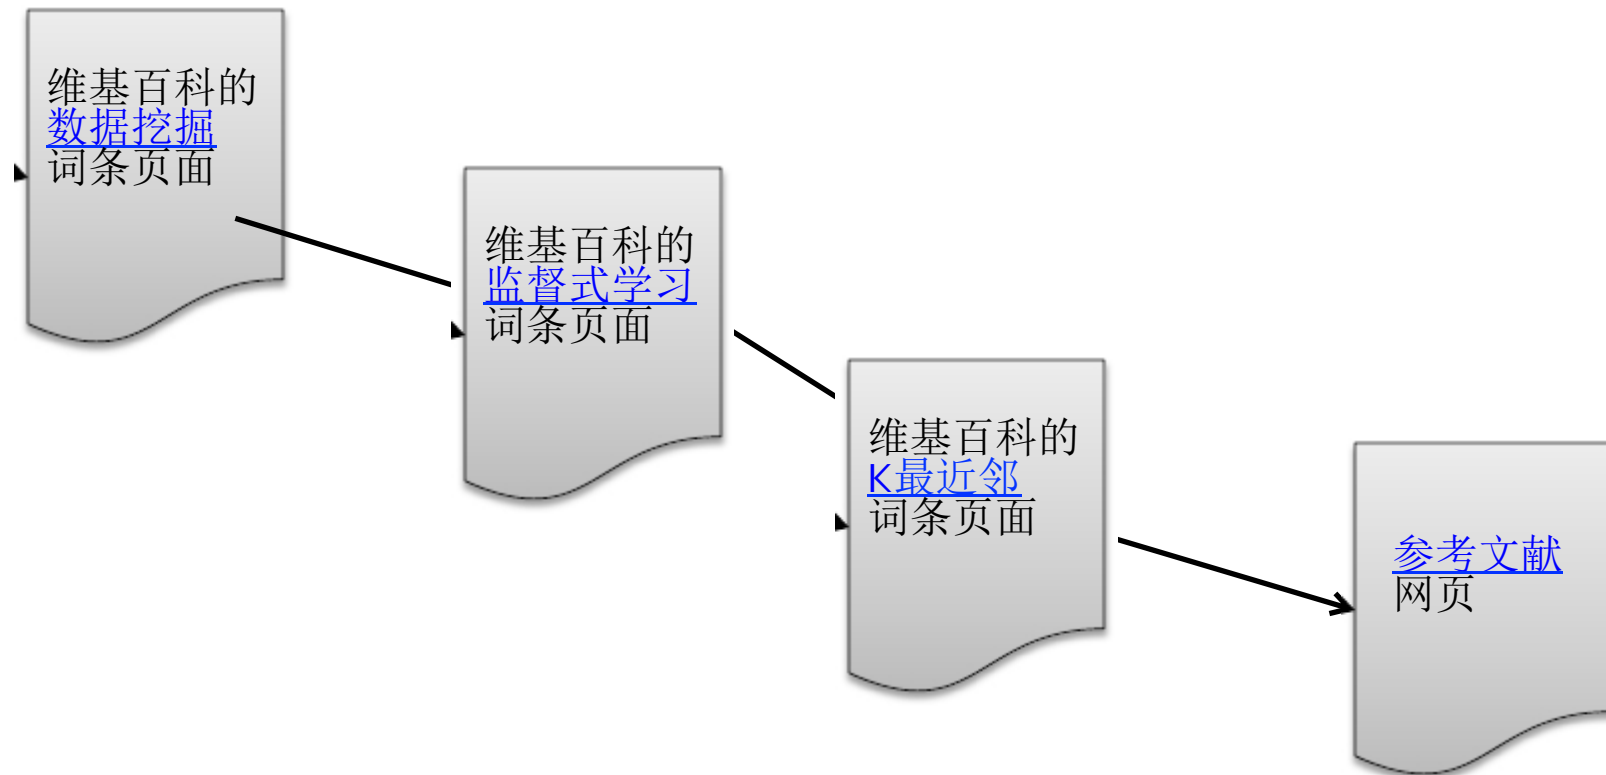 维基百科的
数据挖掘
词条页面
维基百科的
监督式学习
词条页面
维基百科的
K最近邻
词条页面
参考文献
网页